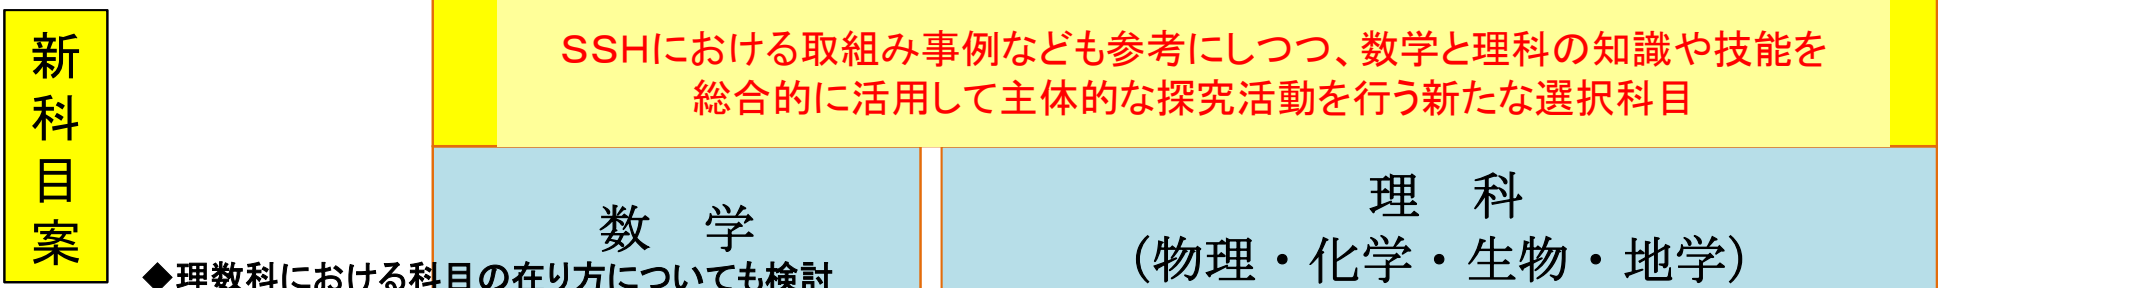 新科目案
SSHにおける取組み事例なども参考にしつつ、数学と理科の知識や技能を
総合的に活用して主体的な探究活動を行う新たな選択科目
数　学
理　科
（物理・化学・生物・地学）
◆理数科における科目の在り方についても検討